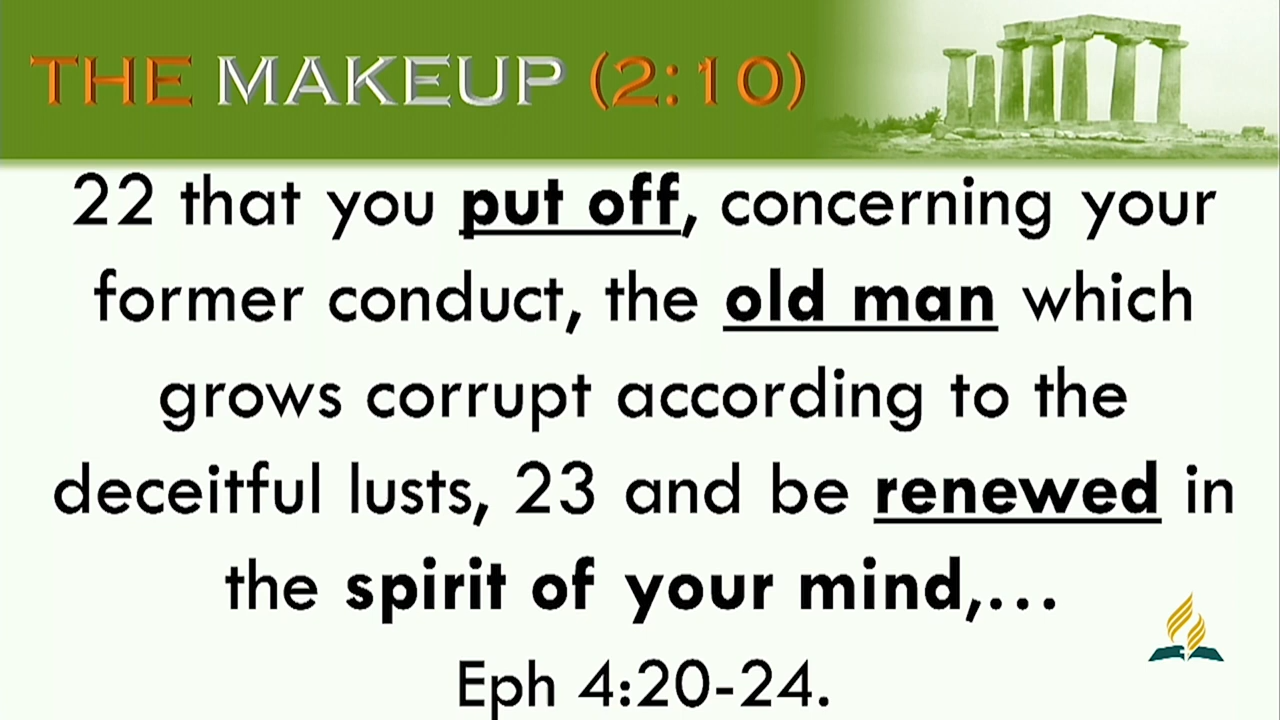 THE MAKEUP (2:10)
22 that you put off, concerning your
former conduct, the old man which
grows corrupt according to the
deceitful lusts, 23 and be renewed in
the spirit of your mind,...
Eph 4:20-24.